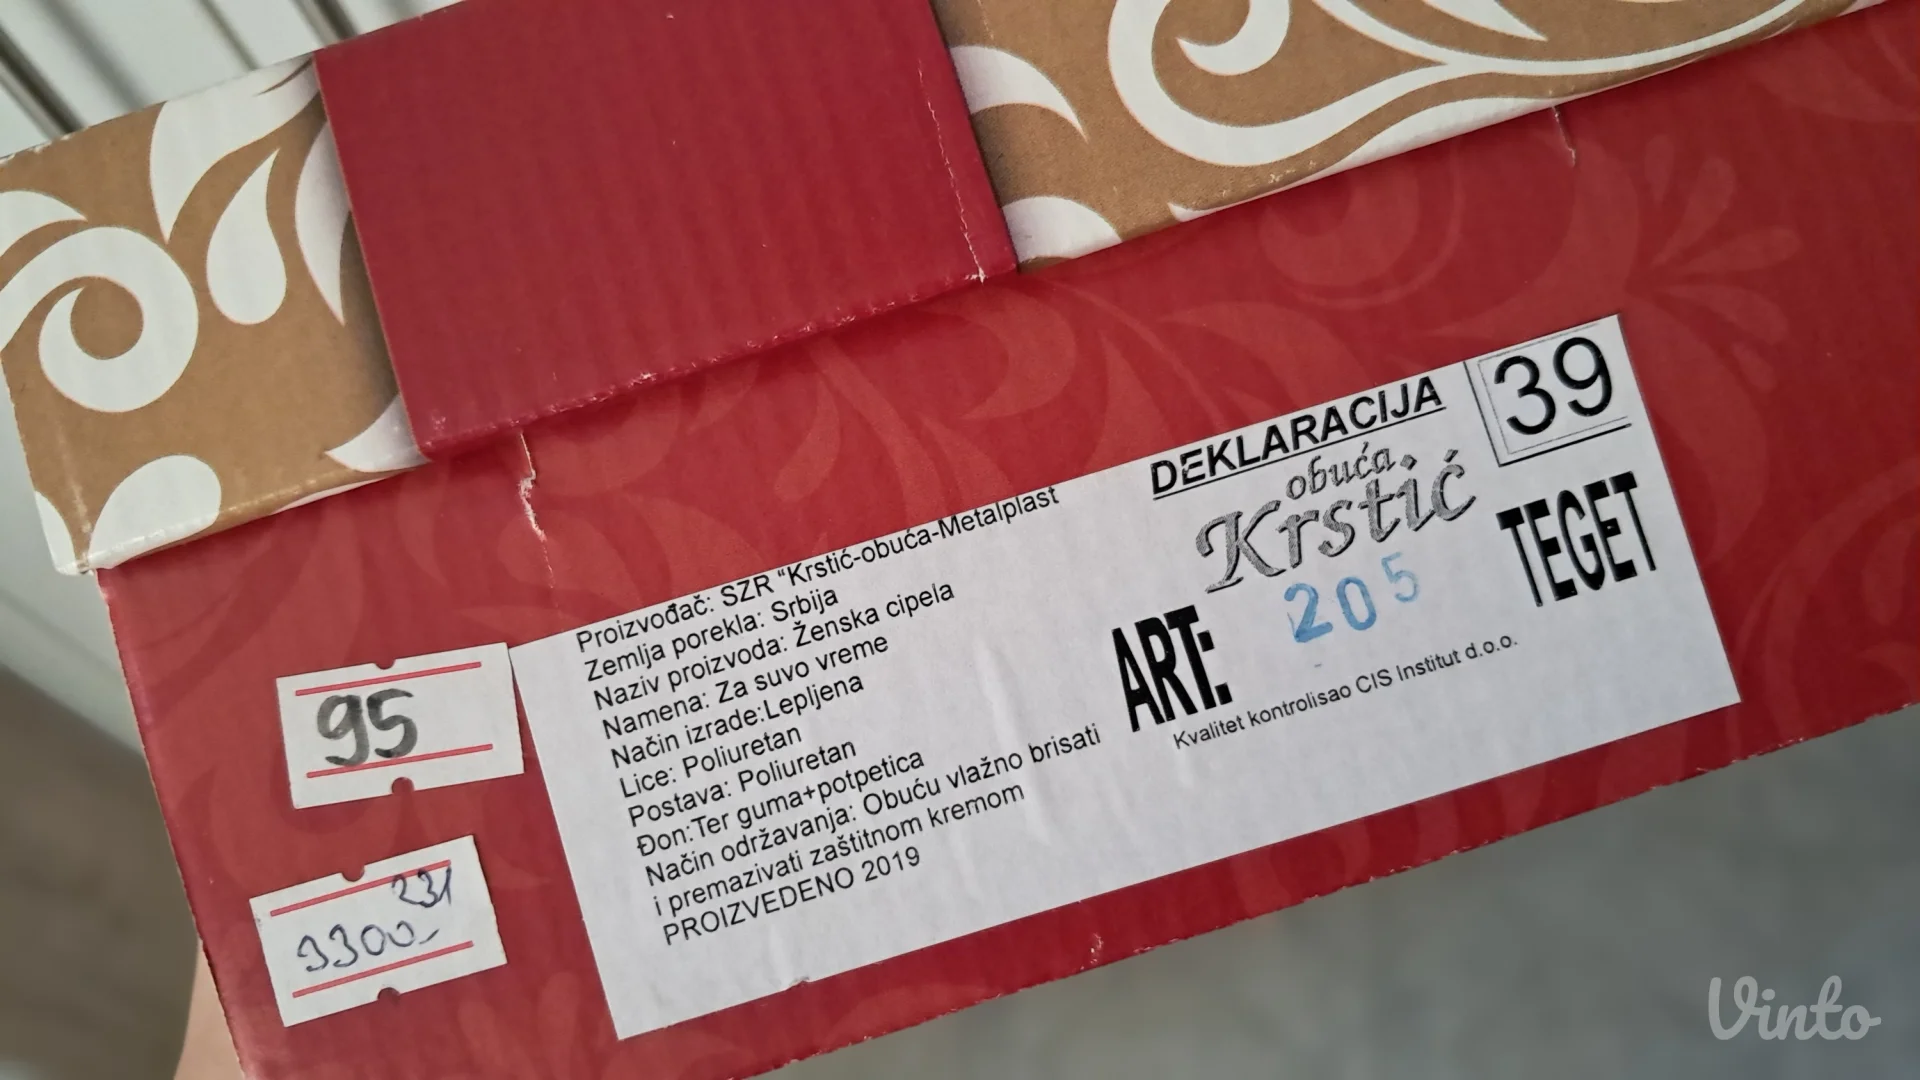 DEKLARACIJA
39
obuća
Krstić
TEGET
ART:
205
Kvalitet kontrolisao CIS Institut d.o.o.
Proizvođač: SZR “Krstić-obuća-Metalplast
Zemlja porekla: Srbija
Naziv proizvoda: Ženska cipela
Namena: Za suvo vreme
Način izrade:Lepljena
Lice: Poliuretan
Postava: Poliuretan
Đon:Ter guma+potpetica
Način održavanja: Obuću vlažno brisati
i premazivati zaštitnom kremom
PROIZVEDENO 2019
95
231
3300.-
Vinto